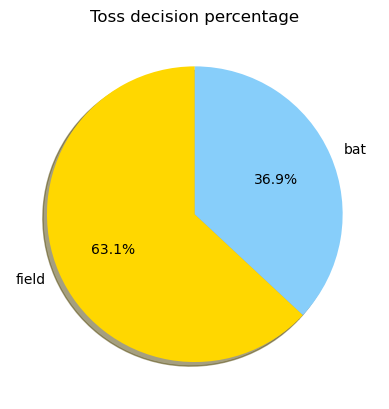 Toss decision percentage
bat
36.9%
63.1%
field